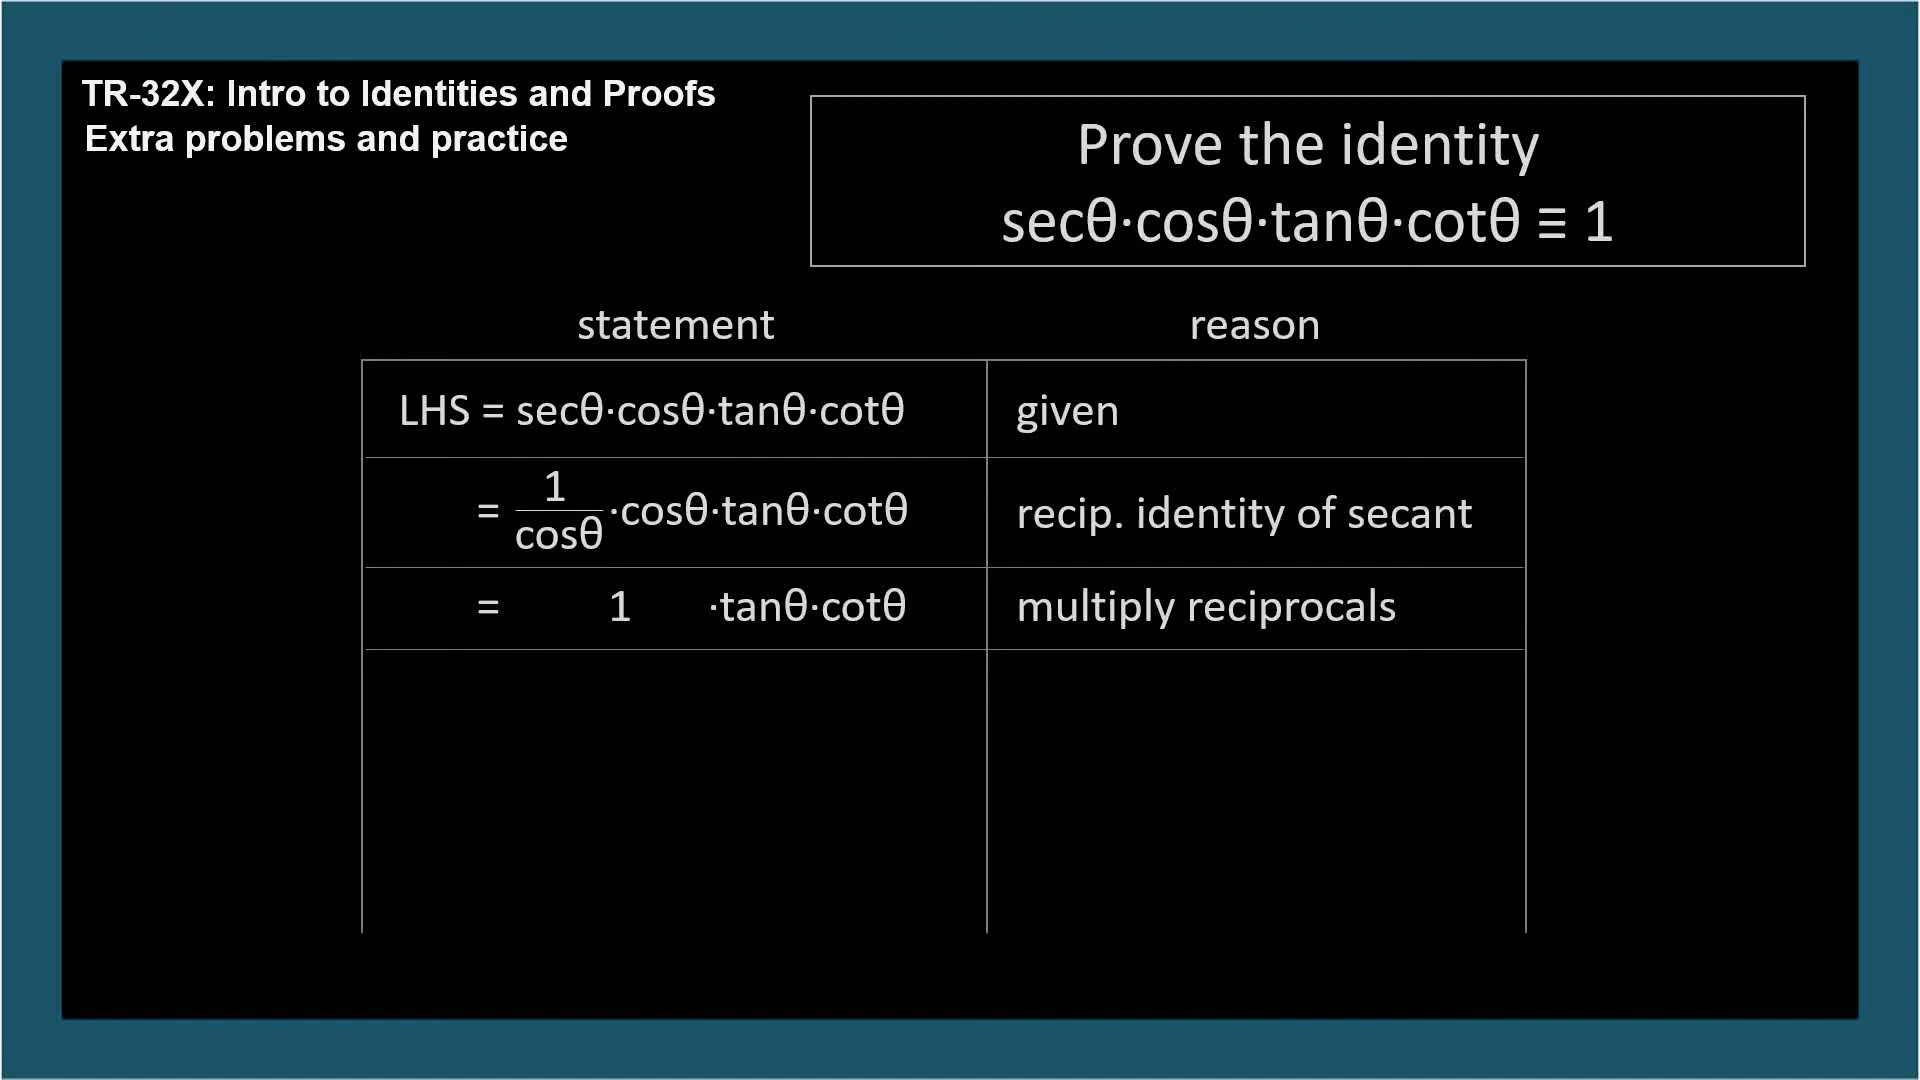 TR-32X: Intro to Identities and Proofs
Extra problems and practice
Prove the identity
secθ·cosθ·tanθ·cotθ ≡ 1
statement reason
LHS = secθ·cosθ·tanθ·cotθ given
= 1/cosθ ·cosθ·tanθ·cotθ recip. identity of secant
= 1 ·tanθ·cotθ multiply reciprocals